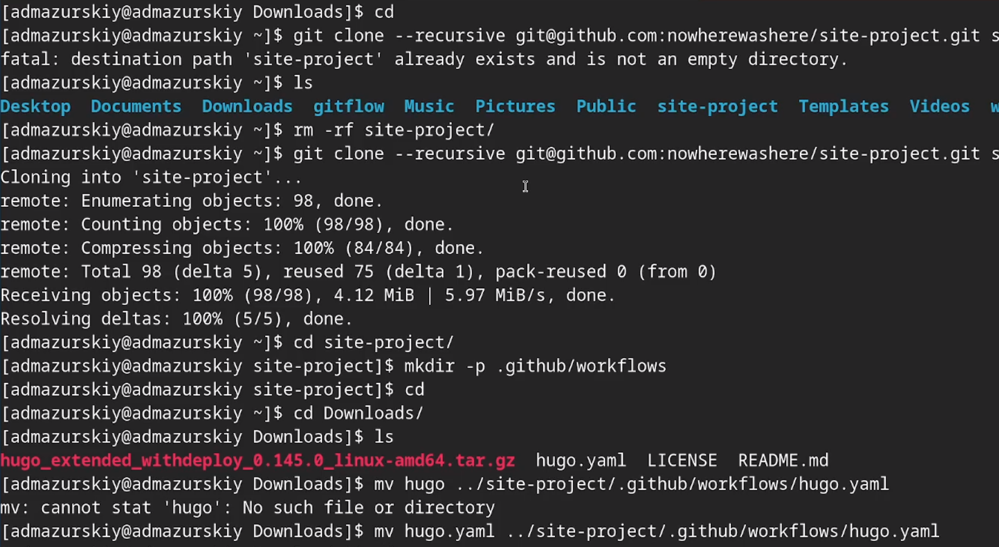 [admazurskiy@admazurskiy Downloads]$ cd
[admazurskiy@admazurskiy ~]$ git clone --recursive git@github.com:nowherewashere/site-project.git s
fatal: destination path 'site-project' already exists and is not an empty directory.
[admazurskiy@admazurskiy ~]$ ls
Desktop  Documents  Downloads  gitflow  Music  Pictures  Public  site-project  Templates  Videos  w
[admazurskiy@admazurskiy ~]$ rm -rf site-project/
[admazurskiy@admazurskiy ~]$ git clone --recursive git@github.com:nowherewashere/site-project.git s
Cloning into 'site-project'...
remote: Enumerating objects: 98, done.
remote: Counting objects: 100% (98/98), done.
remote: Compressing objects: 100% (84/84), done.
remote: Total 98 (delta 5), reused 75 (delta 1), pack-reused 0 (from 0)
Receiving objects: 100% (98/98), 4.12 MiB | 5.97 MiB/s, done.
Resolving deltas: 100% (5/5), done.
[admazurskiy@admazurskiy ~]$ cd site-project/
[admazurskiy@admazurskiy site-project]$ mkdir -p .github/workflows
[admazurskiy@admazurskiy site-project]$ cd
[admazurskiy@admazurskiy ~]$ cd Downloads/
[admazurskiy@admazurskiy Downloads]$ ls
hugo_extended_withdeploy_0.145.0_linux-amd64.tar.gz  hugo.yaml  LICENSE  README.md
[admazurskiy@admazurskiy Downloads]$ mv hugo ../site-project/.github/workflows/hugo.yaml
mv: cannot stat 'hugo': No such file or directory
[admazurskiy@admazurskiy Downloads]$ mv hugo.yaml ../site-project/.github/workflows/hugo.yaml